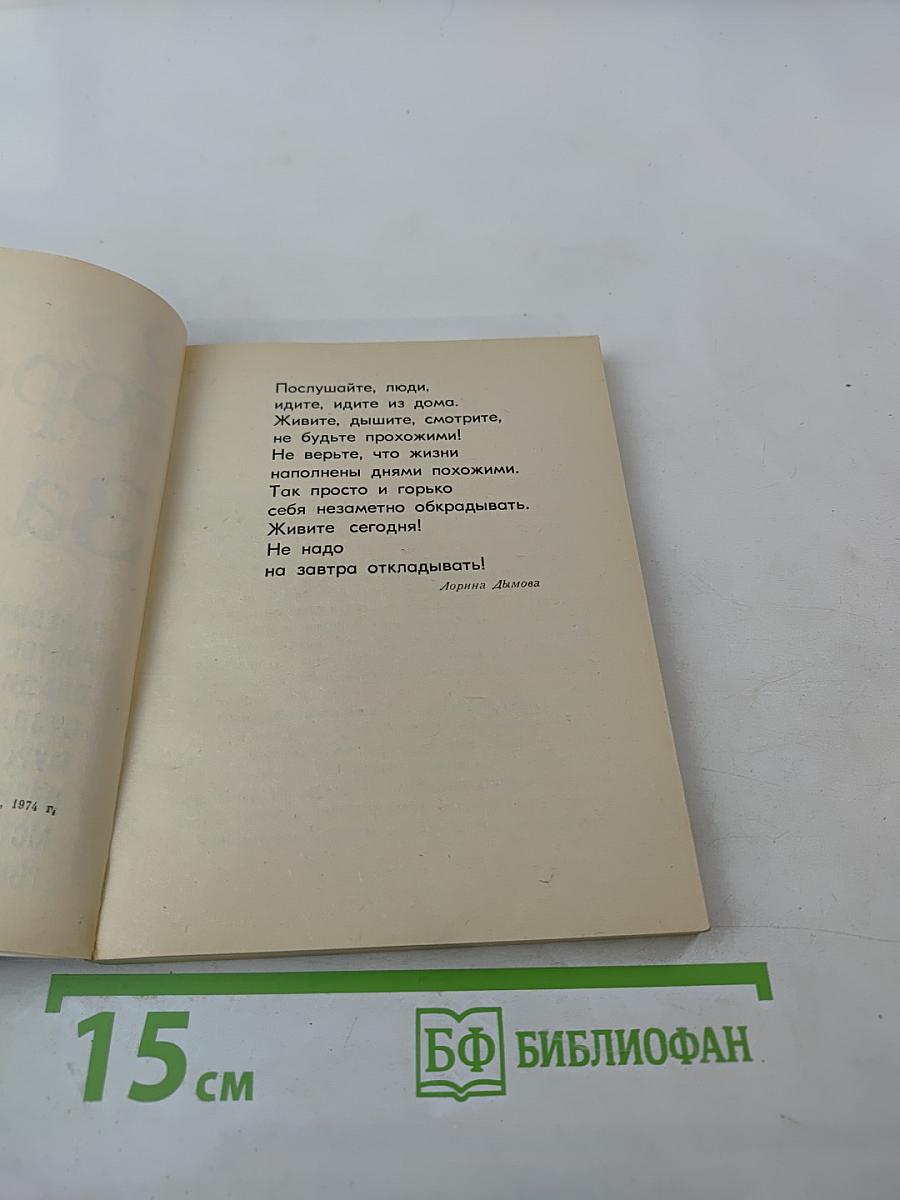 Послушайте, люди,
идите, идите из дома.
Живите, дышите, смотрите,
не будьте прохожими!
Не верьте, что жизни
наполнены днями похожими.
Так просто и горько
себя незаметно обкрадывать.
Живите сегодня!
Не надо
на завтра откладывать!
Лорина Дымова
, 1974 г.
15 см
БФ БИБЛИОФАН